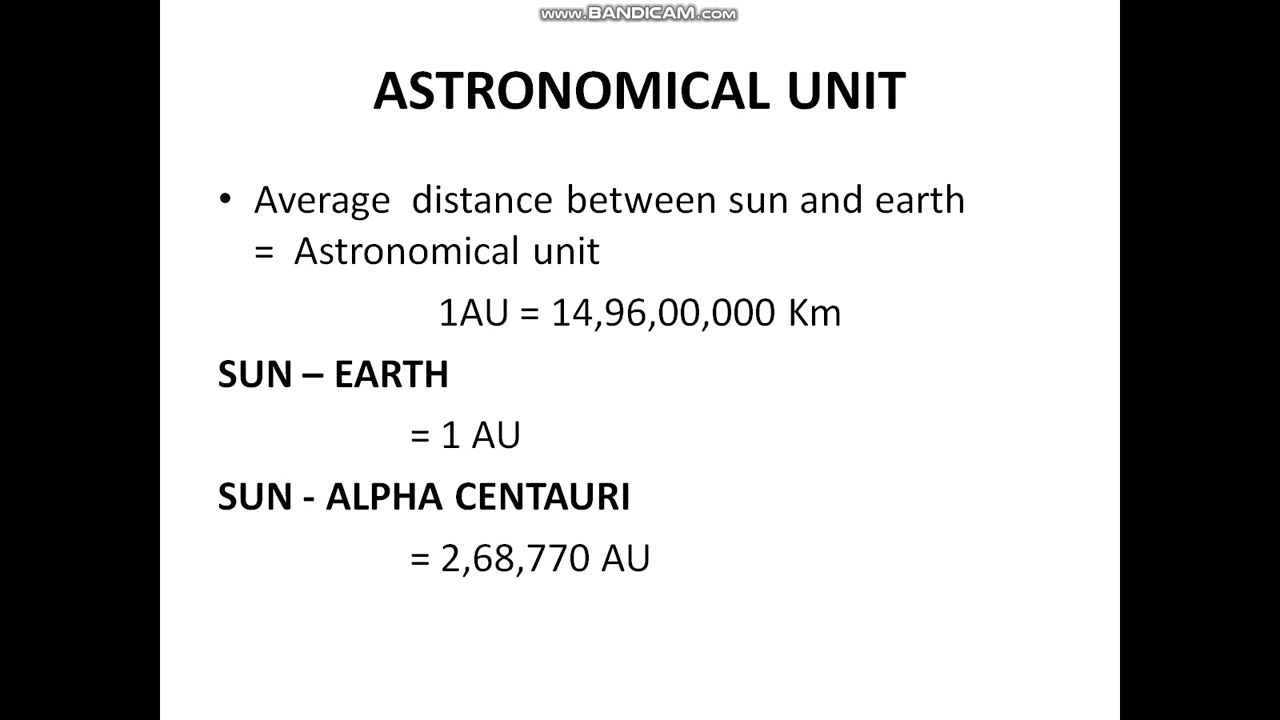 www.BANDICAM.com
ASTRONOMICAL UNIT
• Average distance between sun and earth
= Astronomical unit
1AU = 14,96,00,000 Km
SUN – EARTH
= 1 AU
SUN - ALPHA CENTAURI
= 2,68,770 AU